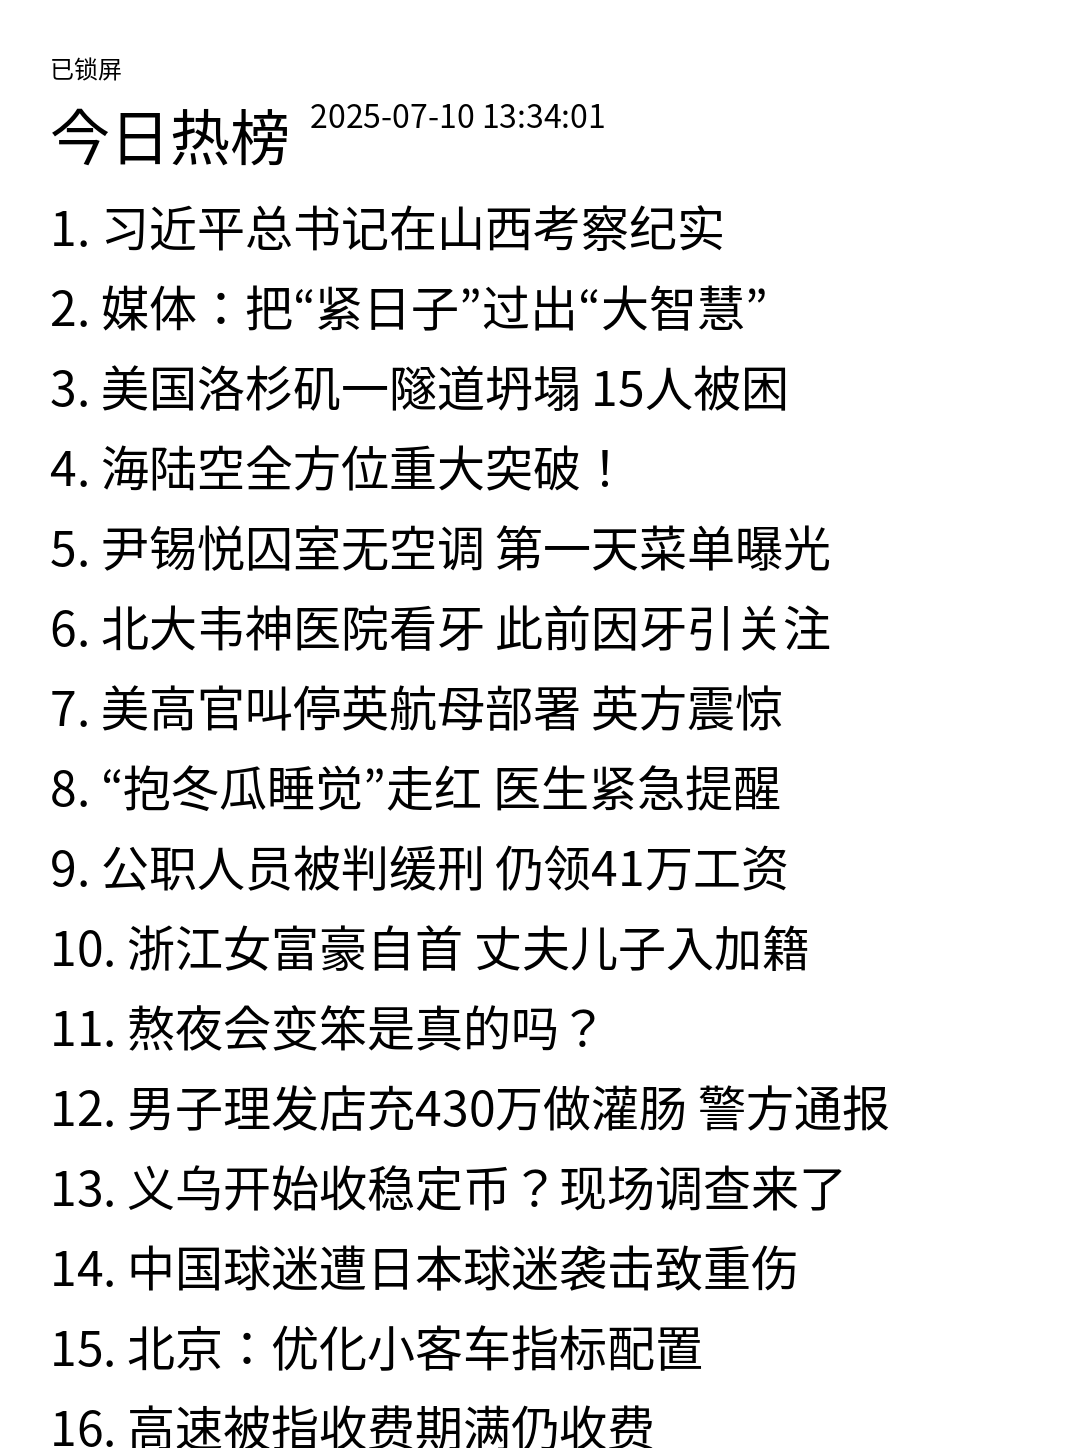 已锁屏
今日热榜 2025-07-10 13:34:01
1. 习近平总书记在山西考察纪实
2. 媒体：把“紧日子”过出“大智慧”
3. 美国洛杉矶一隧道坍塌 15人被困
4. 海陆空全方位重大突破！
5. 尹锡悦囚室无空调 第一天菜单曝光
6. 北大韦神医院看牙 此前因牙引关注
7. 美高官叫停英航母部署 英方震惊
8. “抱冬瓜睡觉”走红 医生紧急提醒
9. 公职人员被判缓刑 仍领41万工资
10. 浙江女富豪自首 丈夫儿子入加籍
11. 熬夜会变笨是真的吗？
12. 男子理发店充430万做灌肠 警方通报
13. 义乌开始收稳定币？现场调查来了
14. 中国球迷遭日本球迷袭击致重伤
15. 北京：优化小客车指标配置
16. 高速被指收费期满仍收费